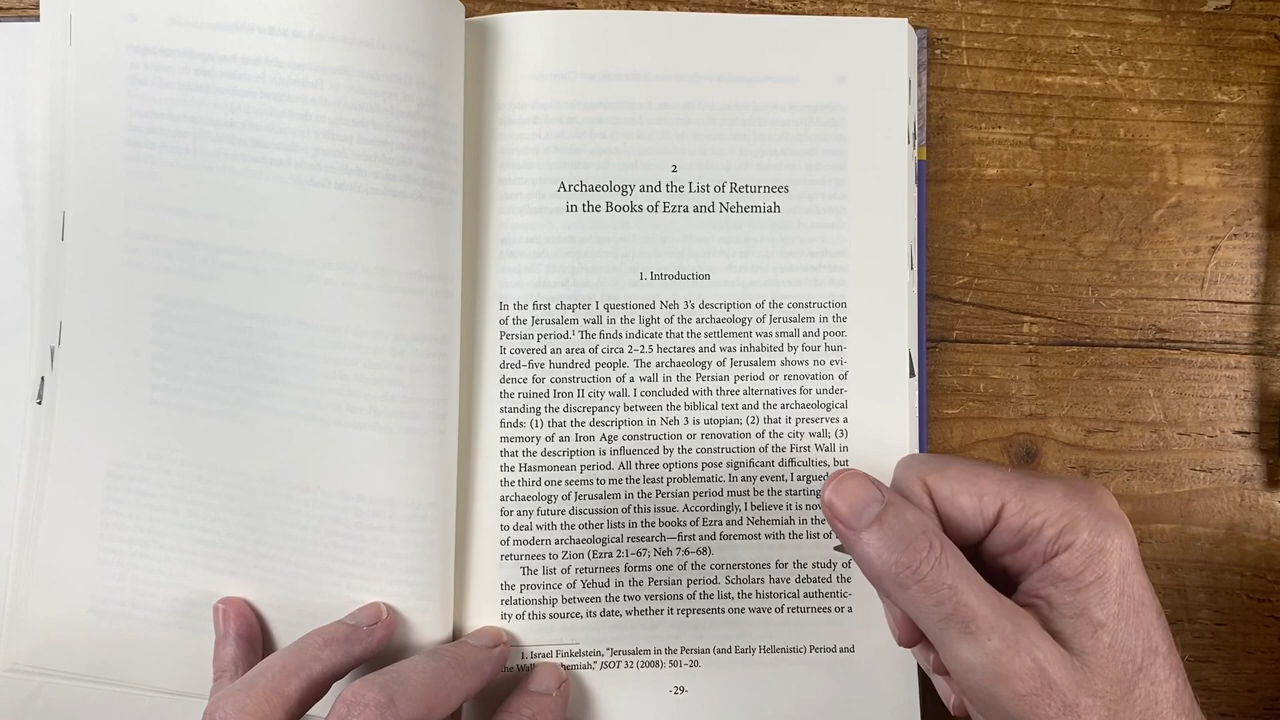 2
Archaeology and the List of Returnees
in the Books of Ezra and Nehemiah
1. Introduction
In the first chapter I questioned Neh 3's description of the construction
of the Jerusalem wall in the light of the archaeology of Jerusalem in the
Persian period.¹ The finds indicate that the settlement was small and poor.
It covered an area of circa 2–2.5 hectares and was inhabited by four hun-
dred–five hundred people. The archaeology of Jerusalem shows no evi-
dence for construction of a wall in the Persian period or renovation of
the ruined Iron II city wall. I concluded with three alternatives for under-
standing the discrepancy between the biblical text and the archaeological
finds: (1) that the description in Neh 3 is utopian; (2) that it preserves a
memory of an Iron Age construction or renovation of the city wall; (3)
that the description is influenced by the construction of the First Wall in
the Hasmonean period. All three options pose significant difficulties, but
the third one seems to me the least problematic. In any event, I argued
archaeology of Jerusalem in the Persian period must be the starting
for any future discussion of this issue. Accordingly, I believe it is
to deal with the other lists in the books of Ezra and Nehemiah in the
of modern archaeological research—first and foremost with the list of
returnees to Zion (Ezra 2:1–67; Neh 7:6–68).
The list of returnees forms one of the cornerstones for the study of
the province of Yehud in the Persian period. Scholars have debated the
relationship between the two versions of the list, the historical authentic-
ity of this source, its date, whether it represents one wave of returnees or a
1. Israel Finkelstein, "Jerusalem in the Persian (and Early Hellenistic) Period and
the JSOT 32 (2008): 501–20.
-29-